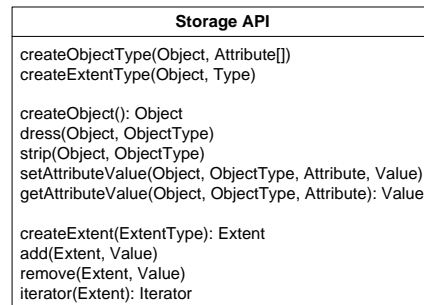 Storage API
createObjectType(Object, Attribute[])
createExtentType(Object, Type)
createObject(): Object
dress(Object, ObjectType)
strip(Object, ObjectType)
setAttributeValue(Object, ObjectType, Attribute, Value)
getAttributeValue(Object, ObjectType, Attribute): Value
createExtent(ExtentType): Extent
add(Extent, Value)
remove(Extent, Value)
iterator(Extent): Iterator